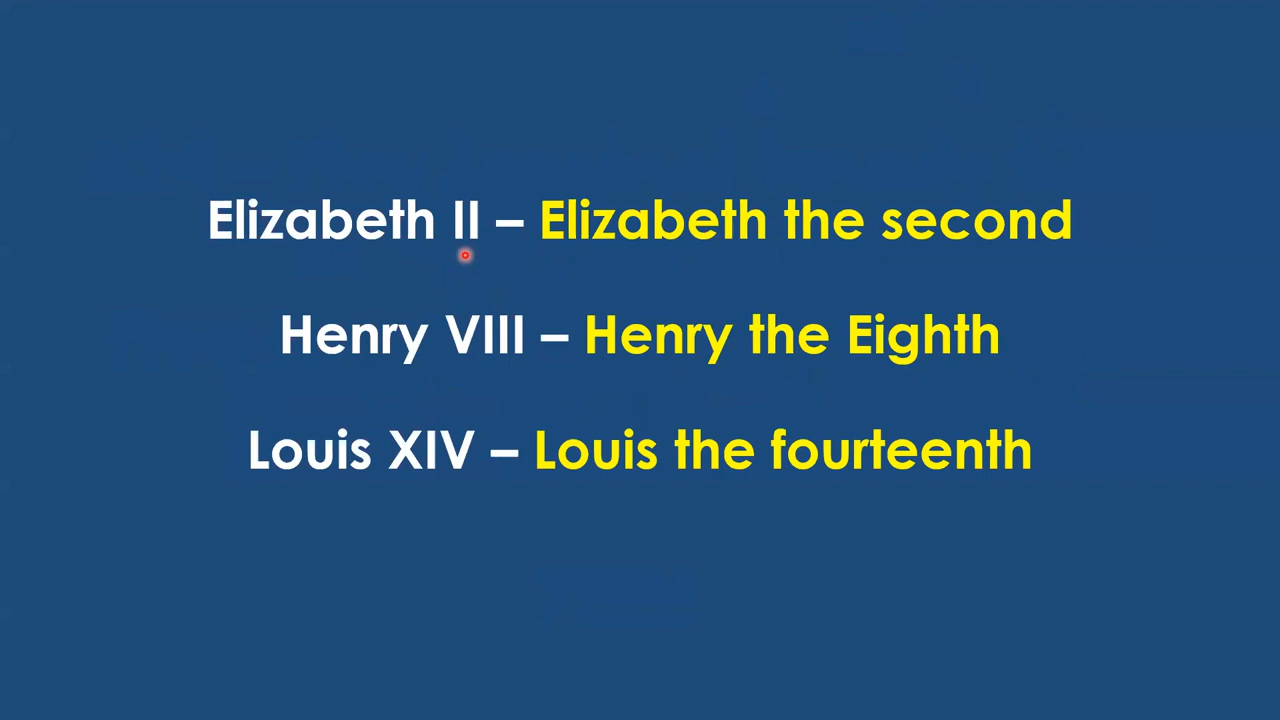 Elizabeth II – Elizabeth the second
Henry VIII – Henry the Eighth
Louis XIV – Louis the fourteenth